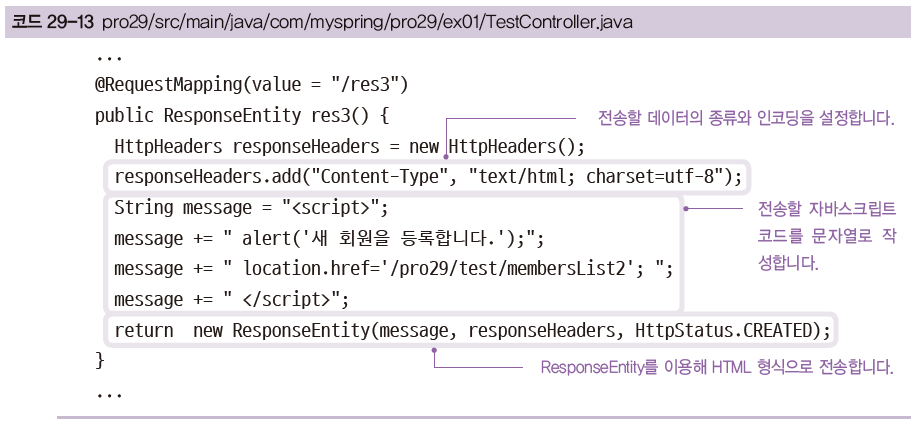 코드 29-13 pro29/src/main/java/com/myspring/pro29/ex01/TestController.java
...
@RequestMapping(value = "/res3")
public ResponseEntity res3() {
전송할 데이터의 종류와 인코딩을 설정합니다.
HttpHeaders responseHeaders = new HttpHeaders();
responseHeaders.add("Content-Type", "text/html; charset=utf-8");
String message = "<script>";
전송할 자바스크립트
message += " alert('새 회원을 등록합니다.');";
코드를 문자열로 작
message += " location.href='/pro29/test/membersList2'; ";
성합니다.
message += " </script>";
return  new ResponseEntity(message, responseHeaders, HttpStatus.CREATED);
}
ResponseEntity를 이용해 HTML 형식으로 전송합니다.
...